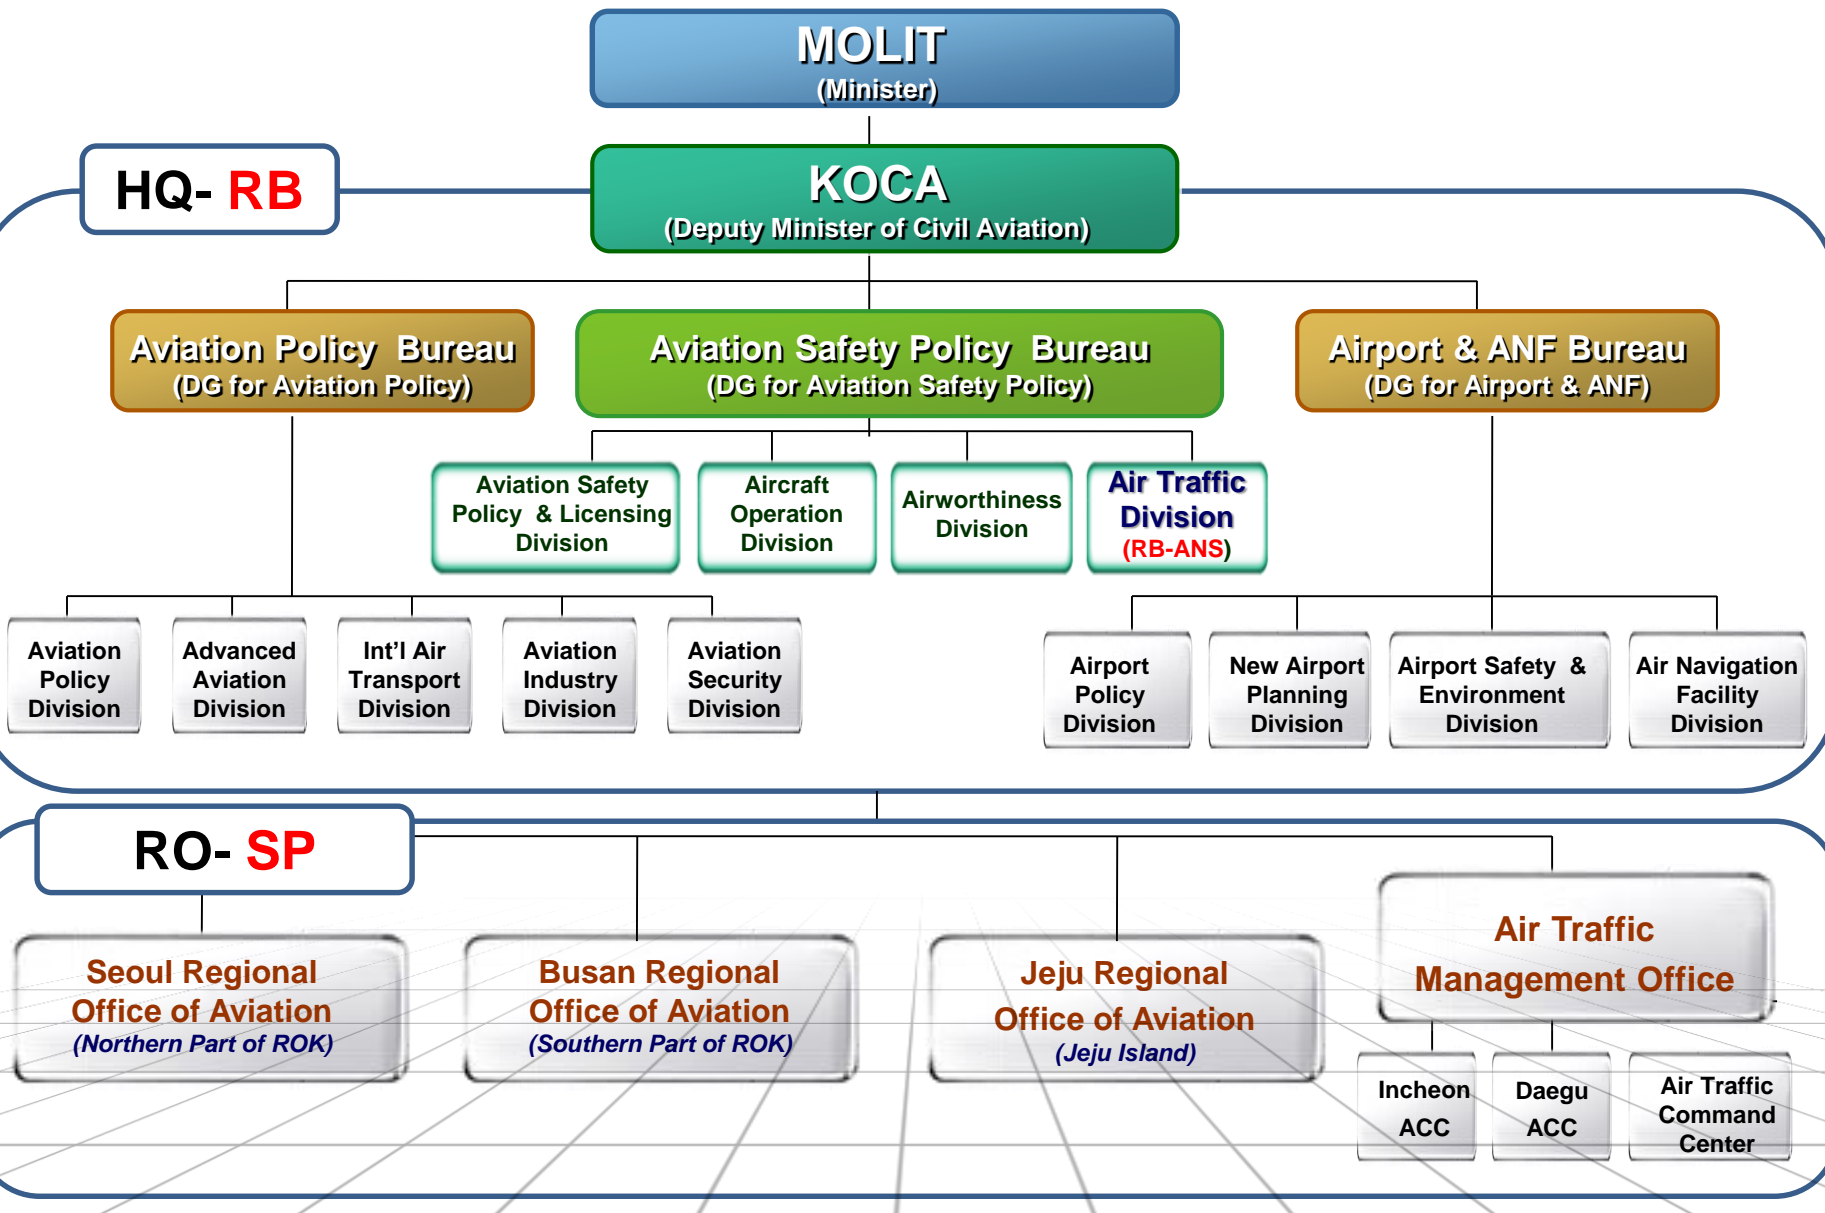 MOLIT
(Minister)
HQ- RB
KOCA
(Deputy Minister of Civil Aviation)
Aviation Policy Bureau
(DG for Aviation Policy)
Aviation Safety Policy Bureau
(DG for Aviation Safety Policy)
Airport & ANF Bureau
(DG for Airport & ANF)
Aviation Safety
Policy & Licensing
Division
Aircraft
Operation
Division
Airworthiness
Division
Air Traffic
Division
(RB-ANS)
Aviation
Policy
Division
Advanced
Aviation
Division
Int’l Air
Transport
Division
Aviation
Industry
Division
Aviation
Security
Division
Airport
Policy
Division
New Airport
Planning
Division
Airport Safety &
Environment
Division
Air Navigation
Facility
Division
RO- SP
Seoul Regional
Office of Aviation
(Northern Part of ROK)
Busan Regional
Office of Aviation
(Southern Part of ROK)
Jeju Regional
Office of Aviation
(Jeju Island)
Air Traffic
Management Office
Incheon
ACC
Daegu
ACC
Air Traffic
Command
Center